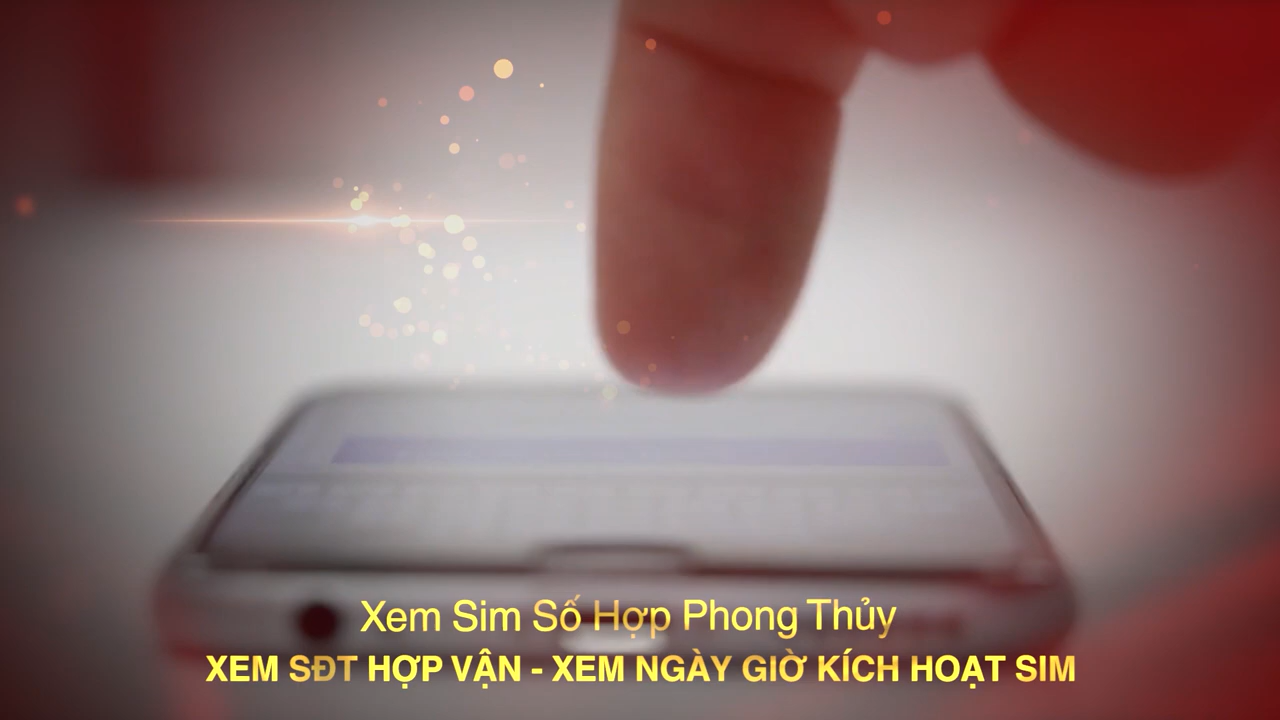 Xem Sim Số Hợp Phong Thủy
XEM SĐT HỢP VẬN - XEM NGÀY GIỜ KÍCH HOẠT SIM